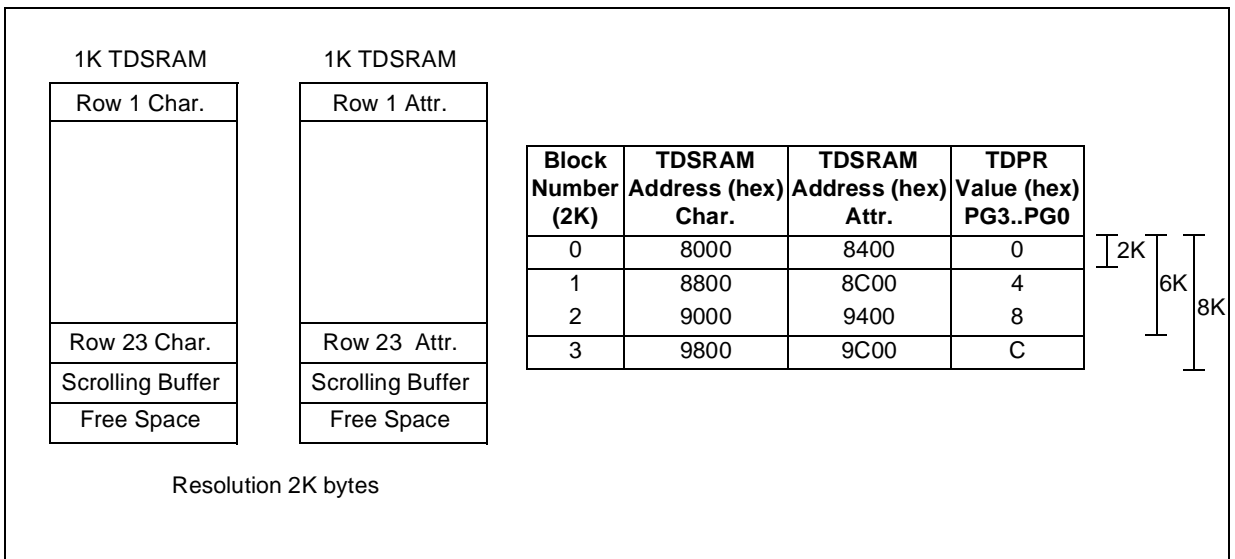 1K TDSRAM
1K TDSRAM
Row 1 Char.
Row 1 Attr.
Row 23 Char.
Row 23 Attr.
Scrolling Buffer
Scrolling Buffer
Free Space
Free Space
Resolution 2K bytes
Block TDSRAM TDSRAM TDPR
Number Address (hex) Address (hex) Value (hex)
(2K) Char. Attr. PG3..PG0
0 8000 8400 0
1 8800 8C00 4
2 9000 9400 8
3 9800 9C00 C
2K
6K
8K